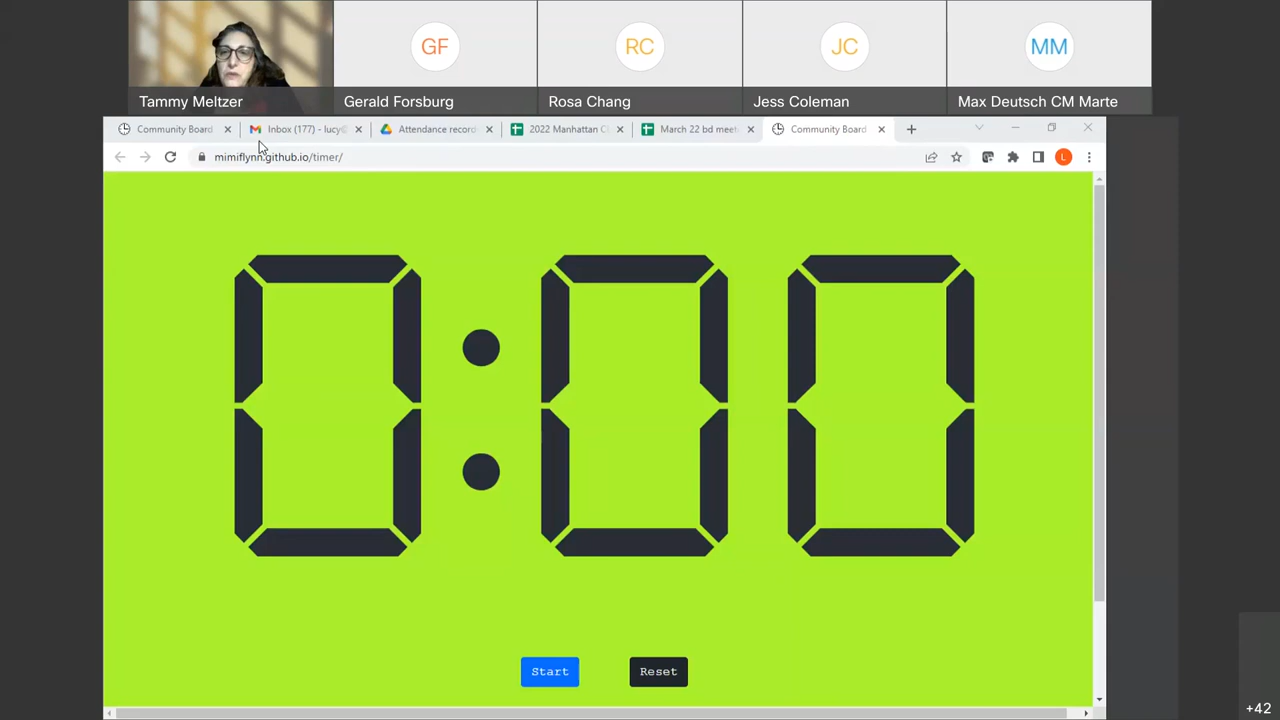 GF
RC
JC
MM
Tammy Meltzer
Gerald Forsburg
Rosa Chang
Jess Coleman
Max Deutsch CM Marte
Community Board
Inbox (177) - lucy@
Attendance record
2022 Manhattan C
March 22 bd meet
Community Board
mimiflynn.github.io/timer/
L
0:00
Start
Reset
+42